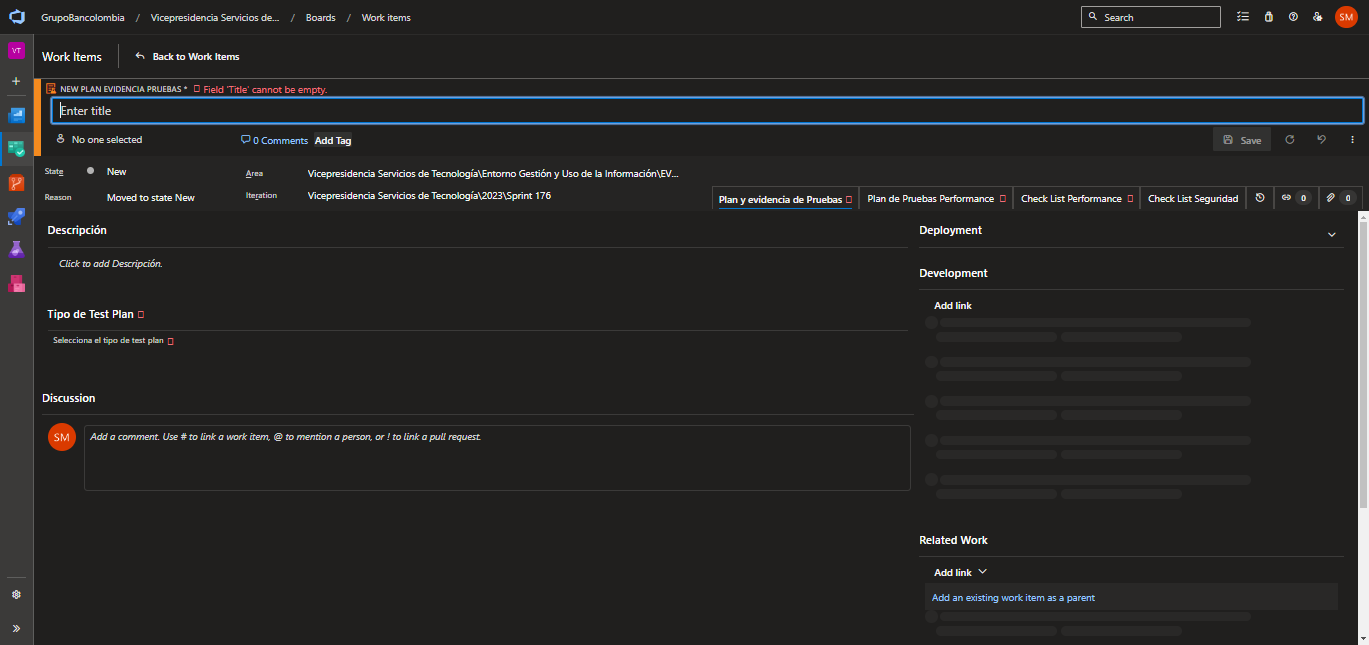 GrupoBancolombia / Vicepresidencia Servicios de... / Boards / Work items
Search
SM
VT
Work Items
Back to Work Items
NEW PLAN EVIDENCIA PRUEBAS * Field 'Title' cannot be empty.
Enter title
No one selected
0 Comments
Add Tag
Save
State
New
Area
Vicepresidencia Servicios de Tecnología\Entorno Gestión y Uso de la Información\EV...
Reason
Moved to state New
Iteration
Vicepresidencia Servicios de Tecnología\2023\Sprint 176
Plan y evidencia de Pruebas
Plan de Pruebas Performance
Check List Performance
Check List Seguridad
0
0
Descripción
Click to add Descripción.
Tipo de Test Plan
Selecciona el tipo de test plan
Discussion
SM
Add a comment. Use # to link a work item, @ to mention a person, or ! to link a pull request.
Deployment
Development
Add link
Related Work
Add link
Add an existing work item as a parent